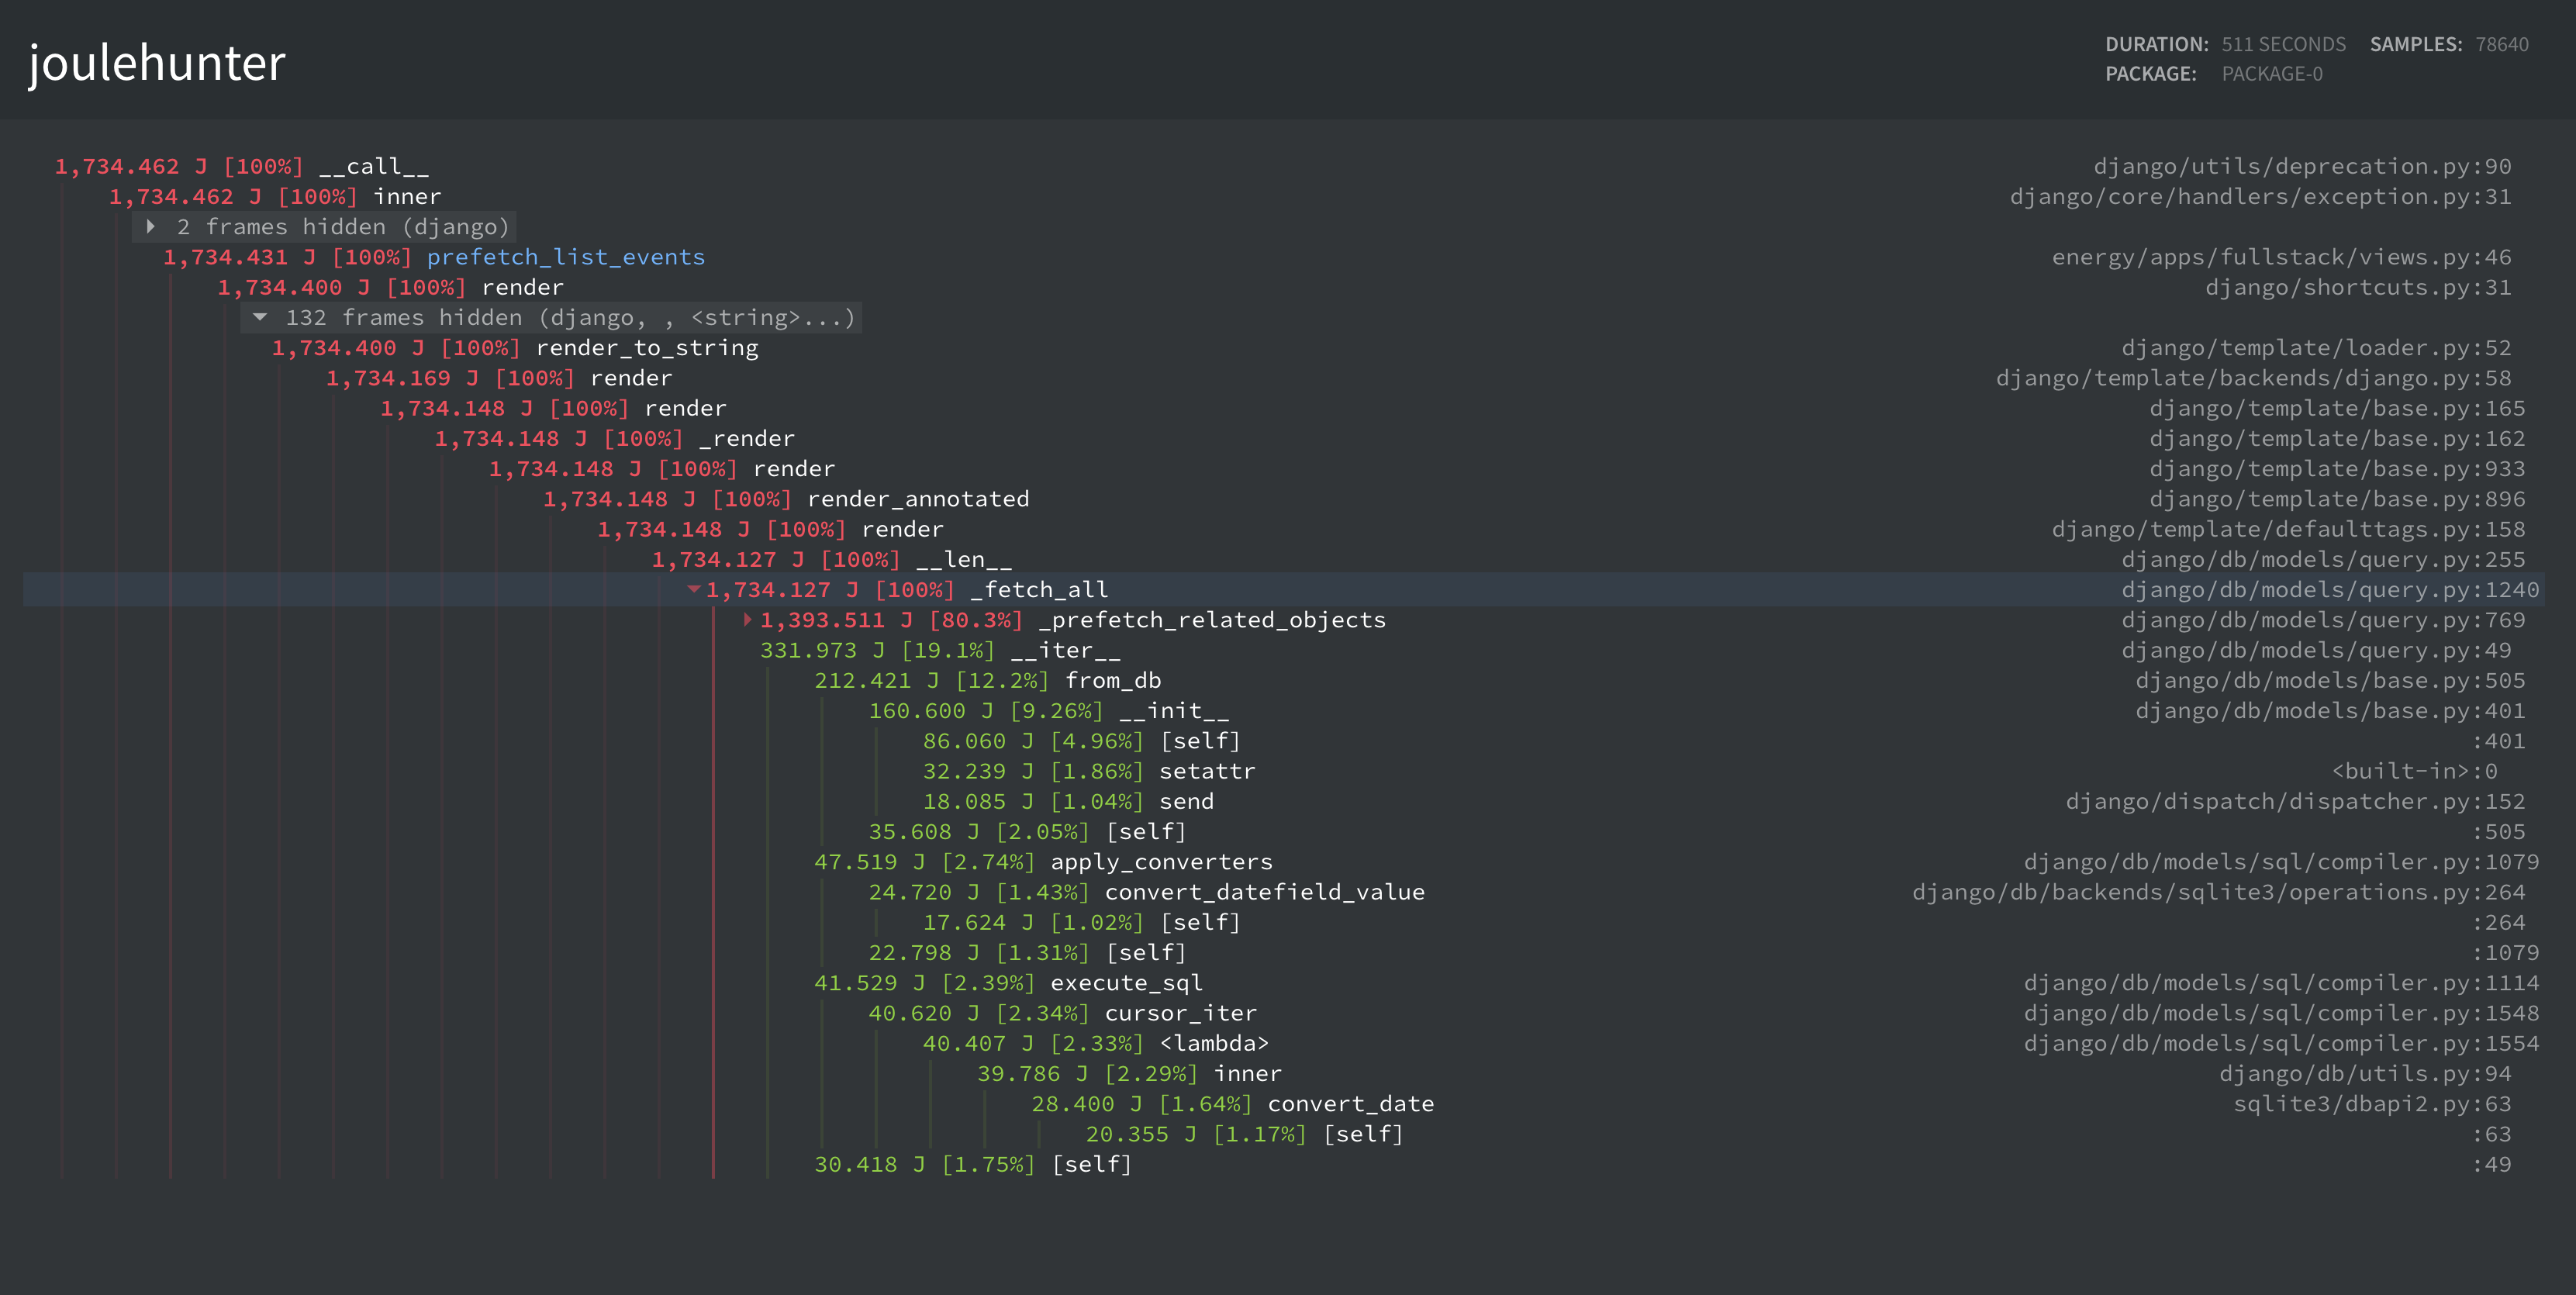 joulehunter
DURATION: 511 SECONDS SAMPLES: 78640
PACKAGE: PACKAGE-0
1,734.462 J [100%] __call__ django/utils/deprecation.py:90
1,734.462 J [100%] inner django/core/handlers/exception.py:31
2 frames hidden (django)
1,734.431 J [100%] prefetch_list_events energy/apps/fullstack/views.py:46
1,734.400 J [100%] render django/shortcuts.py:31
132 frames hidden (django, , <string>...)
1,734.400 J [100%] render_to_string django/template/loader.py:52
1,734.169 J [100%] render django/template/backends/django.py:58
1,734.148 J [100%] render django/template/base.py:165
1,734.148 J [100%] _render django/template/base.py:162
1,734.148 J [100%] render django/template/base.py:933
1,734.148 J [100%] render_annotated django/template/base.py:896
1,734.148 J [100%] render django/template/defaulttags.py:158
1,734.127 J [100%] __len__ django/db/models/query.py:255
1,734.127 J [100%] _fetch_all django/db/models/query.py:1240
1,393.511 J [80.3%] _prefetch_related_objects django/db/models/query.py:769
331.973 J [19.1%] __iter__ django/db/models/query.py:49
212.421 J [12.2%] from_db django/db/models/base.py:505
160.600 J [9.26%] __init__ django/db/models/base.py:401
86.060 J [4.96%] [self] :401
32.239 J [1.86%] setattr <built-in>:0
18.085 J [1.04%] send django/dispatch/dispatcher.py:152
35.608 J [2.05%] [self] :505
47.519 J [2.74%] apply_converters django/db/models/sql/compiler.py:1079
24.720 J [1.43%] convert_datefield_value django/db/backends/sqlite3/operations.py:264
17.624 J [1.02%] [self] :264
22.798 J [1.31%] [self] :1079
41.529 J [2.39%] execute_sql django/db/models/sql/compiler.py:1114
40.620 J [2.34%] cursor_iter django/db/models/sql/compiler.py:1548
40.407 J [2.33%] <lambda> django/db/models/sql/compiler.py:1554
39.786 J [2.29%] inner django/db/utils.py:94
28.400 J [1.64%] convert_date sqlite3/dbapi2.py:63
20.355 J [1.17%] [self] :63
30.418 J [1.75%] [self] :49